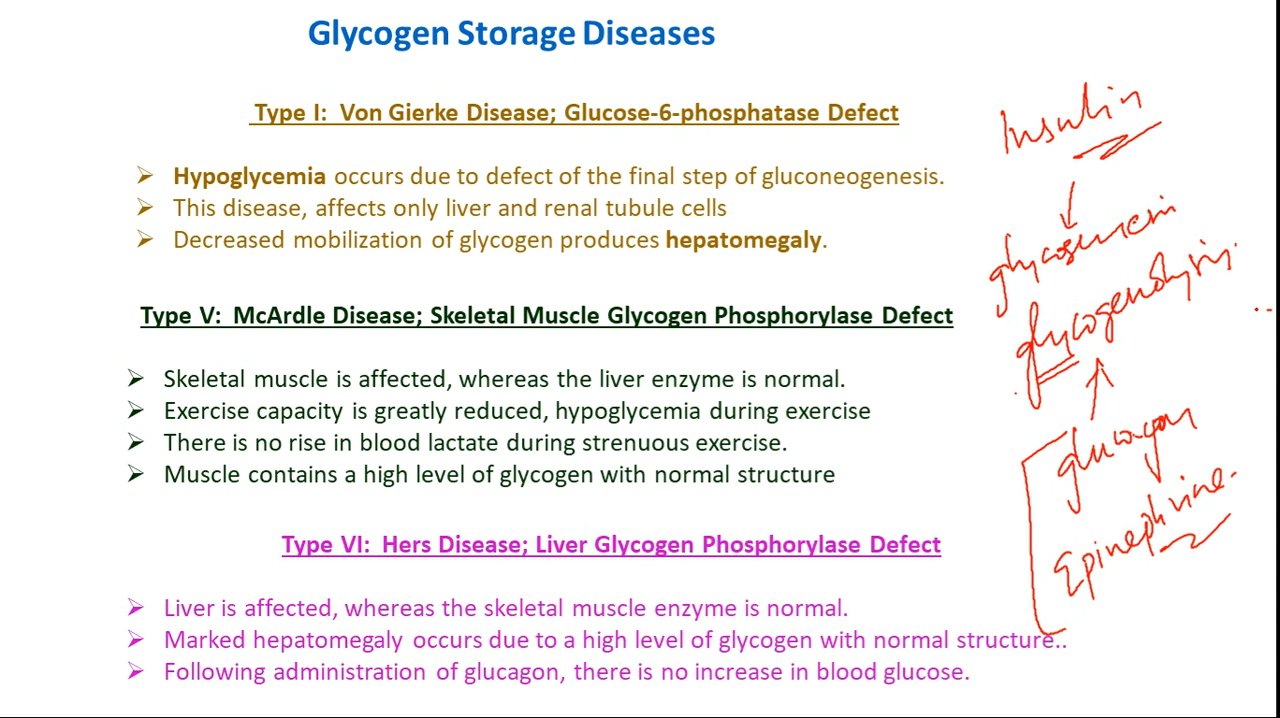 Glycogen Storage Diseases
Type I: Von Gierke Disease; Glucose-6-phosphatase Defect
➢ Hypoglycemia occurs due to defect of the final step of gluconeogenesis.
➢ This disease, affects only liver and renal tubule cells
➢ Decreased mobilization of glycogen produces hepatomegaly.
Type V: McArdle Disease; Skeletal Muscle Glycogen Phosphorylase Defect
➢ Skeletal muscle is affected, whereas the liver enzyme is normal.
➢ Exercise capacity is greatly reduced, hypoglycemia during exercise
➢ There is no rise in blood lactate during strenuous exercise.
➢ Muscle contains a high level of glycogen with normal structure
Type VI: Hers Disease; Liver Glycogen Phosphorylase Defect
➢ Liver is affected, whereas the skeletal muscle enzyme is normal.
➢ Marked hepatomegaly occurs due to a high level of glycogen with normal structure..
➢ Following administration of glucagon, there is no increase in blood glucose.
Insulin
glycogenolysis.
glucagon
Epinephrine.